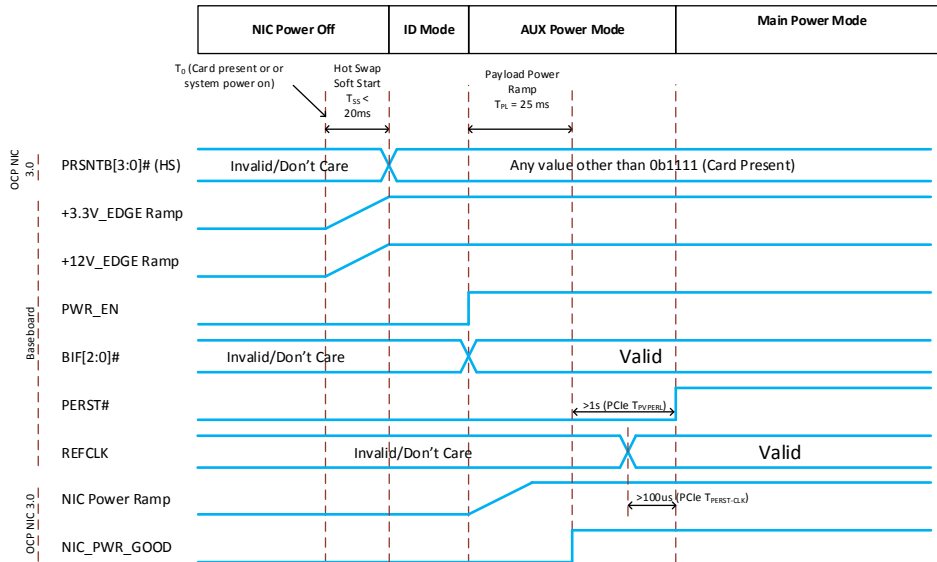 NIC Power Off
ID Mode
AUX Power Mode
Main Power Mode
T0 (Card present or or
system power on)
Hot Swap
Soft Start
TSS <
20ms
Payload Power
Ramp
TPL = 25 ms
OCP NIC
3.0
PRSNTB[3:0]# (HS)
Invalid/Don't Care
Any value other than 0b1111 (Card Present)
+3.3V_EDGE Ramp
+12V_EDGE Ramp
Baseboard
PWR_EN
BIF[2:0]#
Invalid/Don't Care
Valid
PERST#
>1s (PCIe TPVPERL)
REFCLK
Invalid/Don't Care
Valid
OCP NIC 3.0
NIC Power Ramp
>100us (PCIe TPERST-CLK)
NIC_PWR_GOOD